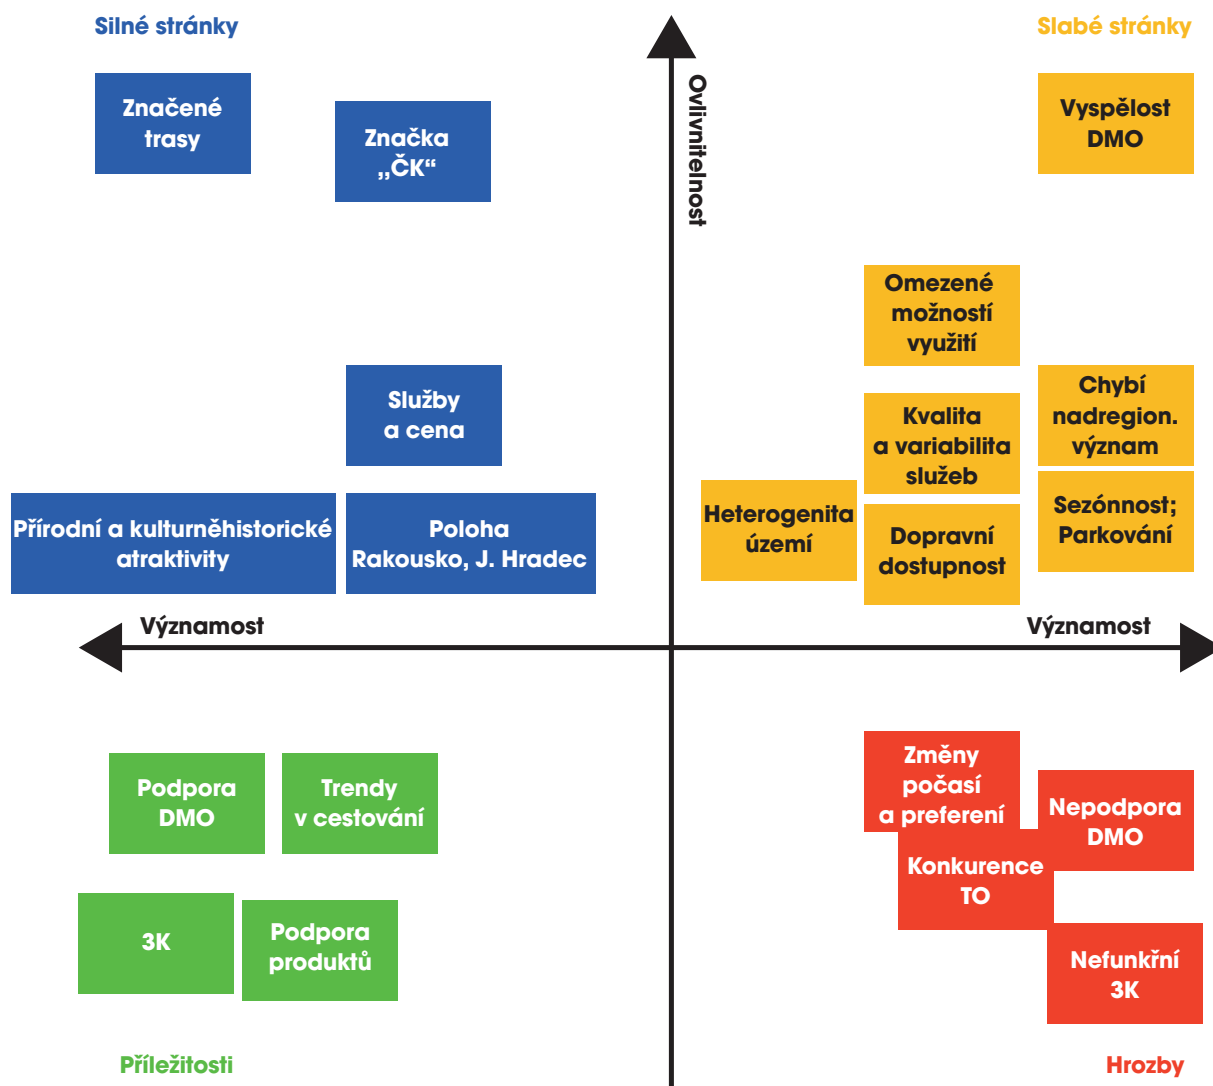 Silné stránky
Slabé stránky
Značené
trasy
Značka
,,ČK“
Ovlivnitelnost
Vyspělost
DMO
Omezené
možností
využití
Služby
a cena
Kvalita
a variabilita
služeb
Chybí
nadregion.
význam
Přírodní a kulturněhistorické
atraktivity
Poloha
Rakousko, J. Hradec
Heterogenita
území
Dopravní
dostupnost
Sezónnost;
Parkování
Významost
Významost
Podpora
DMO
Trendy
v cestování
Změny
počasí
a preferení
Nepodpora
DMO
Konkurence
TO
3K
Podpora
produktů
Nefunkřní
3K
Příležitosti
Hrozby